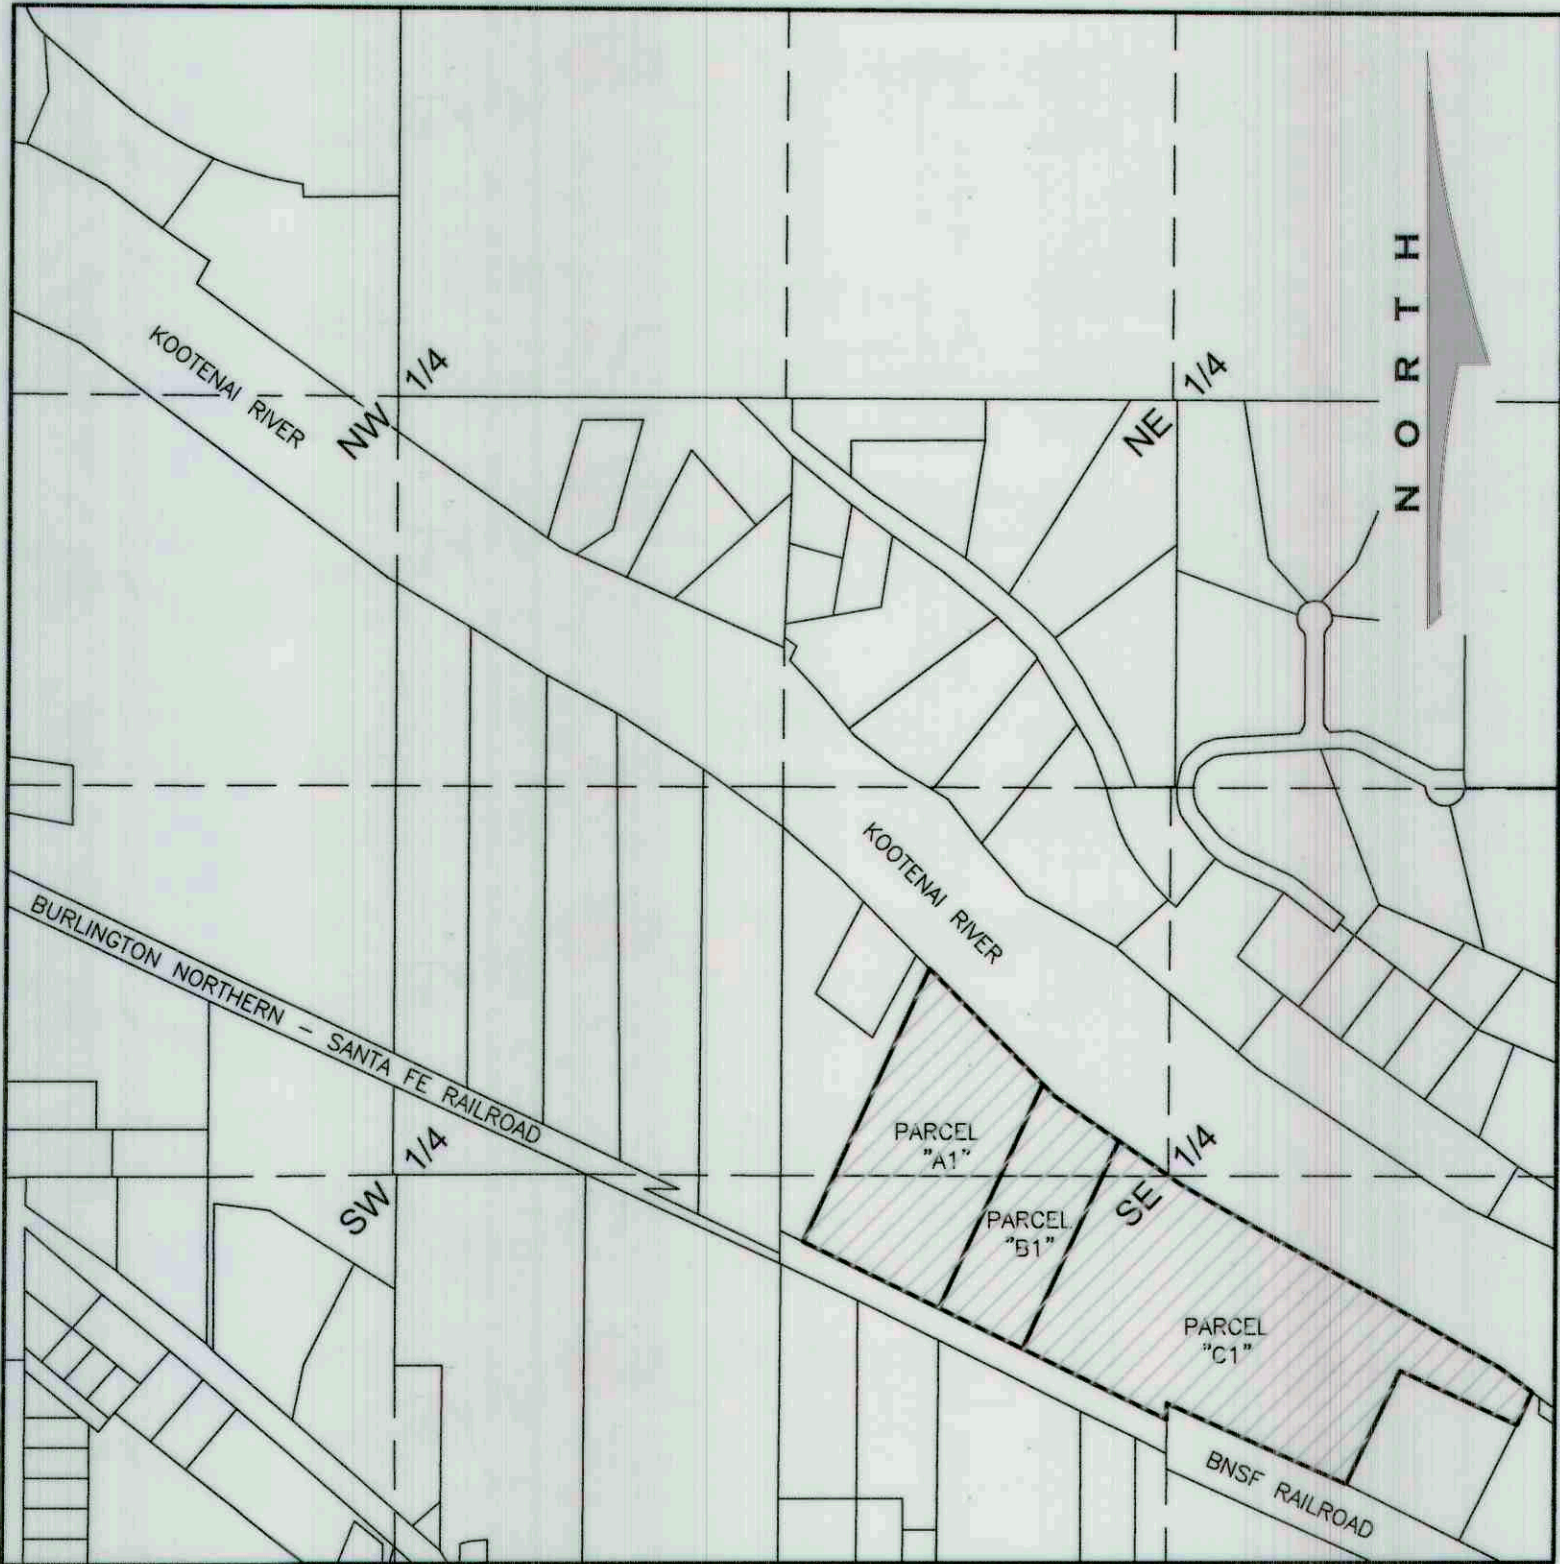 KOOTENAI RIVER
NW 1/4
NE 1/4
NORTH
KOOTENAI RIVER
BURLINGTON NORTHERN - SANTA FE RAILROAD
SW 1/4
PARCEL
"A1"
PARCEL
"B1"
SE 1/4
PARCEL
"C1"
BNSF RAILROAD